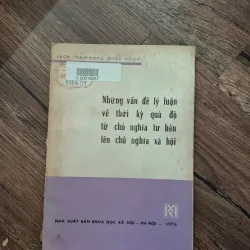 SÁCH THAM KHẢO NƯỚC NGOÀI
Những vấn đề lý luận
về thời kỳ quá độ
từ chủ nghĩa tư bản
lên chủ nghĩa xã hội
NHÀ XUẤT BẢN KHOA HỌC XÃ HỘI - HÀ NỘI - 1976